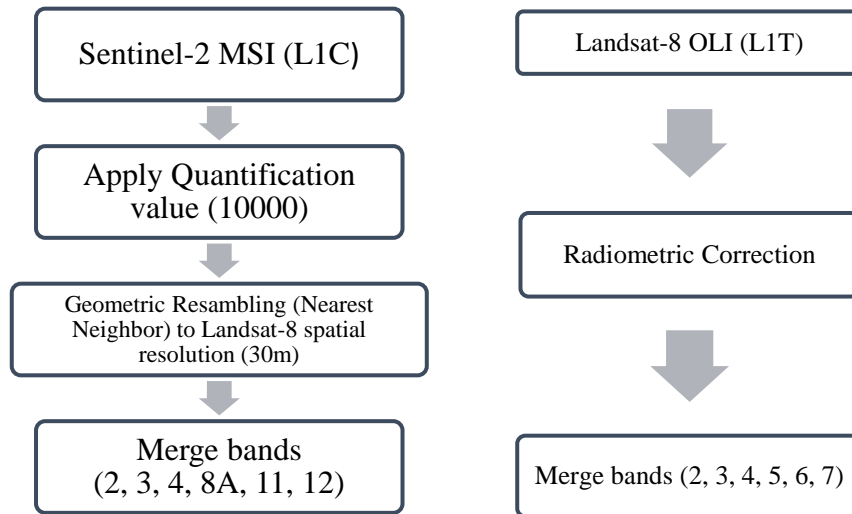 Sentinel-2 MSI (L1C)
Apply Quantification
value (10000)
Geometric Resambling (Nearest
Neighbor) to Landsat-8 spatial
resolution (30m)
Merge bands
(2, 3, 4, 8A, 11, 12)
Landsat-8 OLI (L1T)
Radiometric Correction
Merge bands (2, 3, 4, 5, 6, 7)